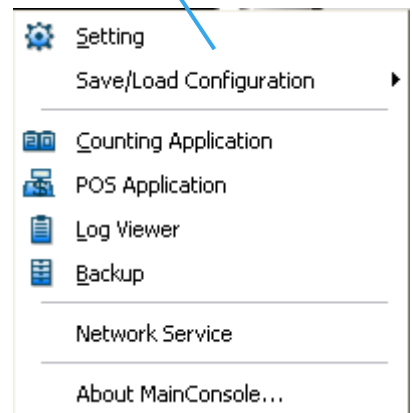 Setting
Save/Load Configuration
Counting Application
POS Application
Log Viewer
Backup
Network Service
About MainConsole...